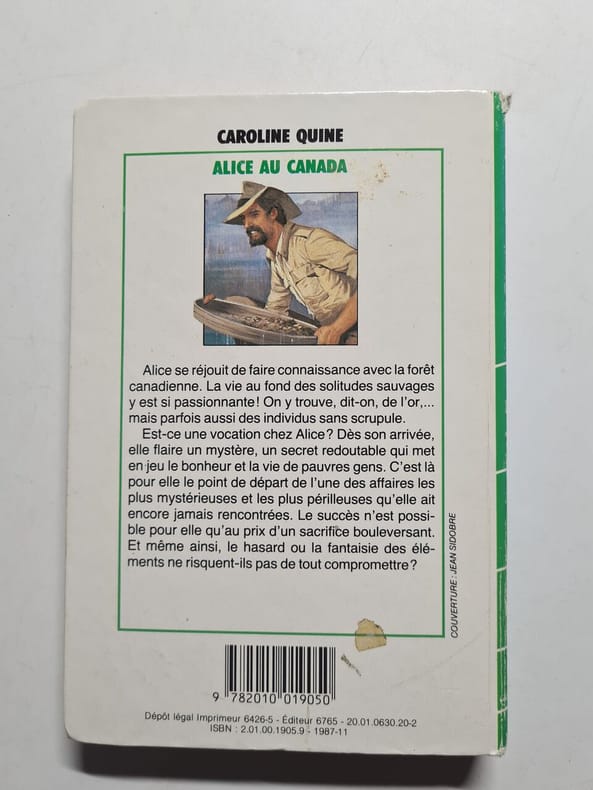 CAROLINE QUINE
ALICE AU CANADA
Alice se réjouit de faire connaissance avec la forêt
canadienne. La vie au fond des solitudes sauvages
y est si passionnante! On y trouve, dit-on, de l'or,...
mais parfois aussi des individus sans scrupule.
Est-ce une vocation chez Alice? Dès son arrivée,
elle flaire un mystère, un secret redoutable qui met
en jeu le bonheur et la vie de pauvres gens. C'est là
pour elle le point de départ de l'une des affaires les
plus mystérieuses et les plus périlleuses qu'elle ait
encore jamais rencontrées. Le succès n'est possi-
ble pour elle qu'au prix d'un sacrifice bouleversant.
Et même ainsi, le hasard ou la fantaisie des élé-
ments ne risquent-ils pas de tout compromettre?
COUVERTURE : JEAN SIDOBRE
9 782010 019050
Dépôt légal Imprimeur 6426-5 - Éditeur 6765 - 20.01.0630.20-2
ISBN : 2.01.00.1905.9 - 1987-11